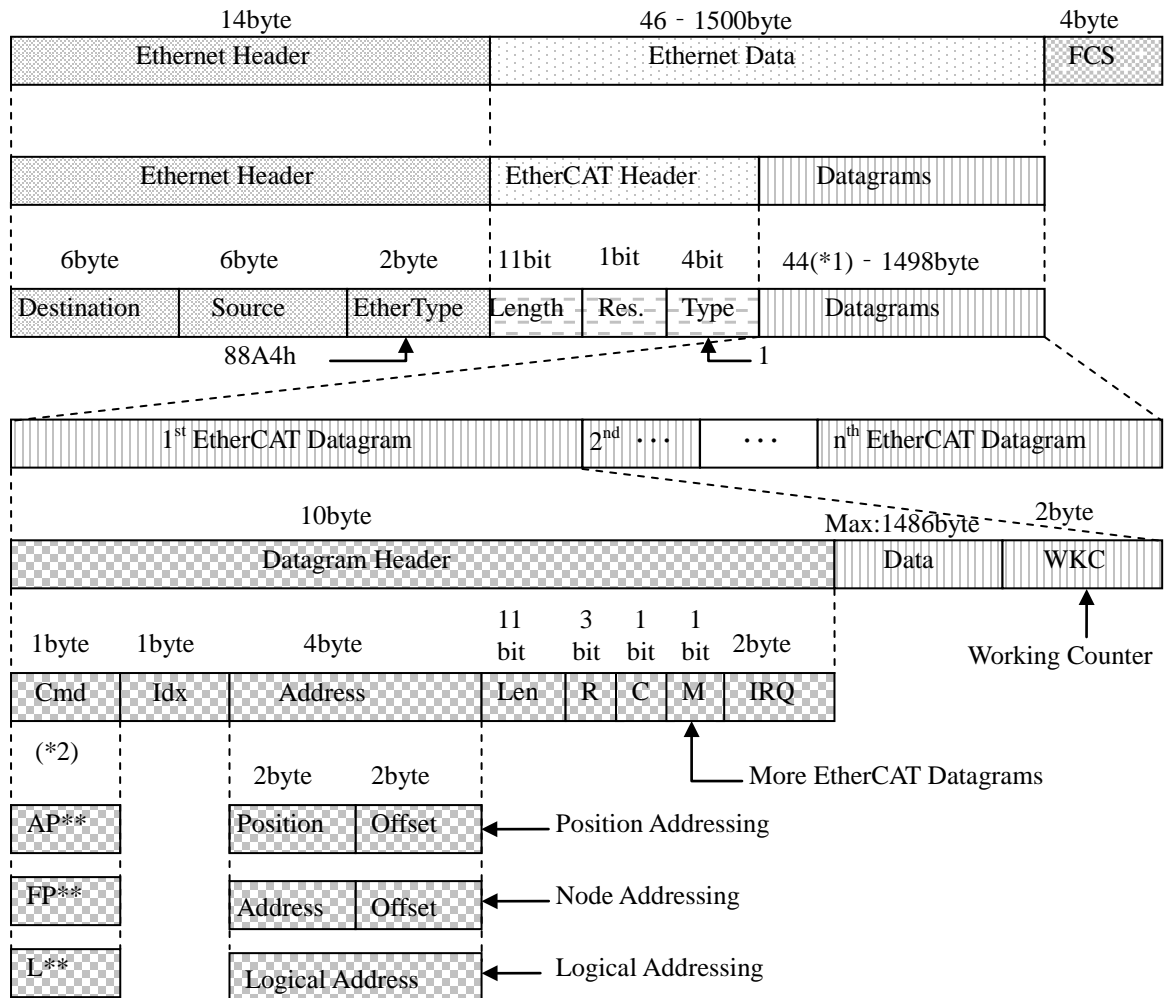 14byte 46 - 1500byte 4byte
Ethernet Header Ethernet Data FCS
Ethernet Header EtherCAT Header Datagrams
6byte 6byte 2byte 11bit 1bit 4bit 44(*1) - 1498byte
Destination Source EtherType Length Res. Type Datagrams
88A4h 1
1st EtherCAT Datagram 2nd ··· ··· nth EtherCAT Datagram
10byte Max:1486byte 2byte
Datagram Header Data WKC
11 3 1 1
1byte 1byte 4byte bit bit bit bit 2byte Working Counter
Cmd Idx Address Len R C M IRQ
(*2)
2byte 2byte More EtherCAT Datagrams
AP** Position Offset Position Addressing
FP** Address Offset Node Addressing
L** Logical Address Logical Addressing